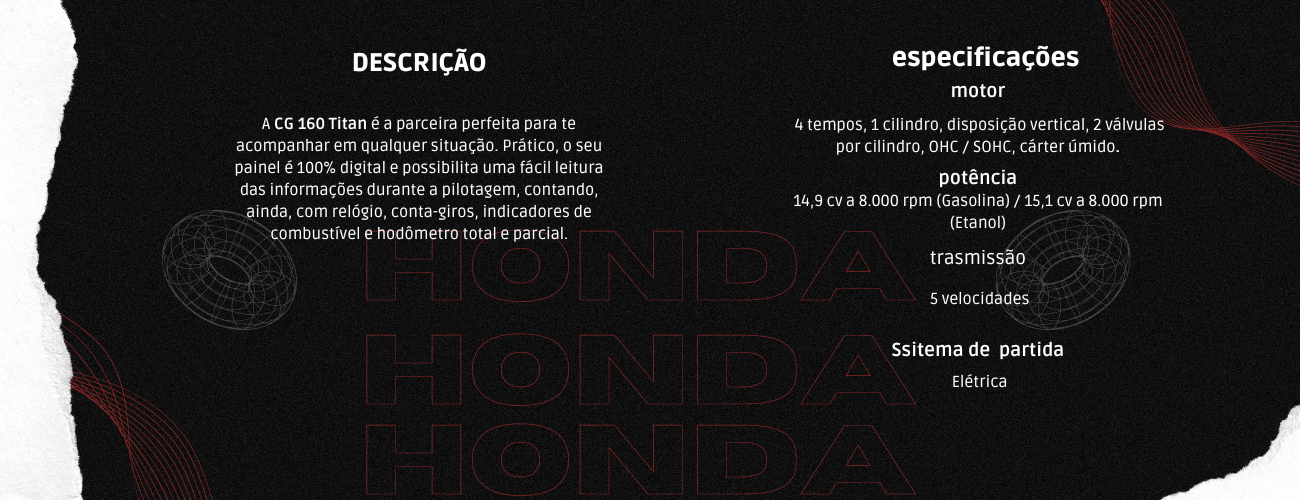 DESCRIÇÃO
A CG 160 Titan é a parceira perfeita para te
acompanhar em qualquer situação. Prático, o seu
painel é 100% digital e possibilita uma fácil leitura
das informações durante a pilotagem, contando,
ainda, com relógio, conta-giros, indicadores de
combustível e hodômetro total e parcial.
especificações
motor
4 tempos, 1 cilindro, disposição vertical, 2 válvulas
por cilindro, OHC / SOHC, cárter úmido.
potência
14,9 cv a 8.000 rpm (Gasolina) / 15,1 cv a 8.000 rpm
(Etanol)
trasmissão
5 velocidades
Ssitema de partida
Elétrica
HONDA
HONDA
HONDA